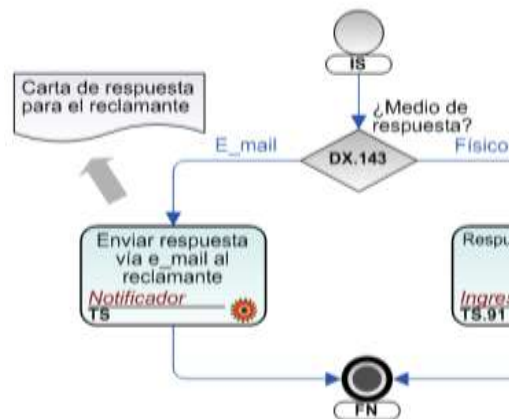 IS
Carta de respuesta
para el reclamante
¿Medio de
respuesta?
E_mail
DX.143
Físico
Enviar respuesta
vía e_mail al
reclamante
Notificador
TS
TS.91
FN